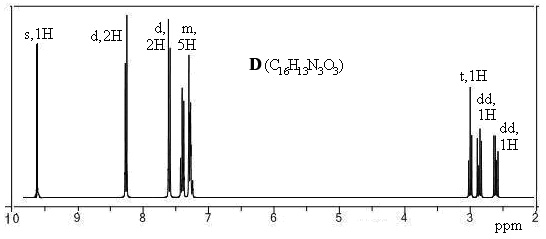 s,1H
d,2H
d,
2H
m,
5H
D (C₁₆H₁₃N₃O₃)
t,1H
dd,
1H
dd,
1H
10 9 8 7 6 5 4 3 2
ppm